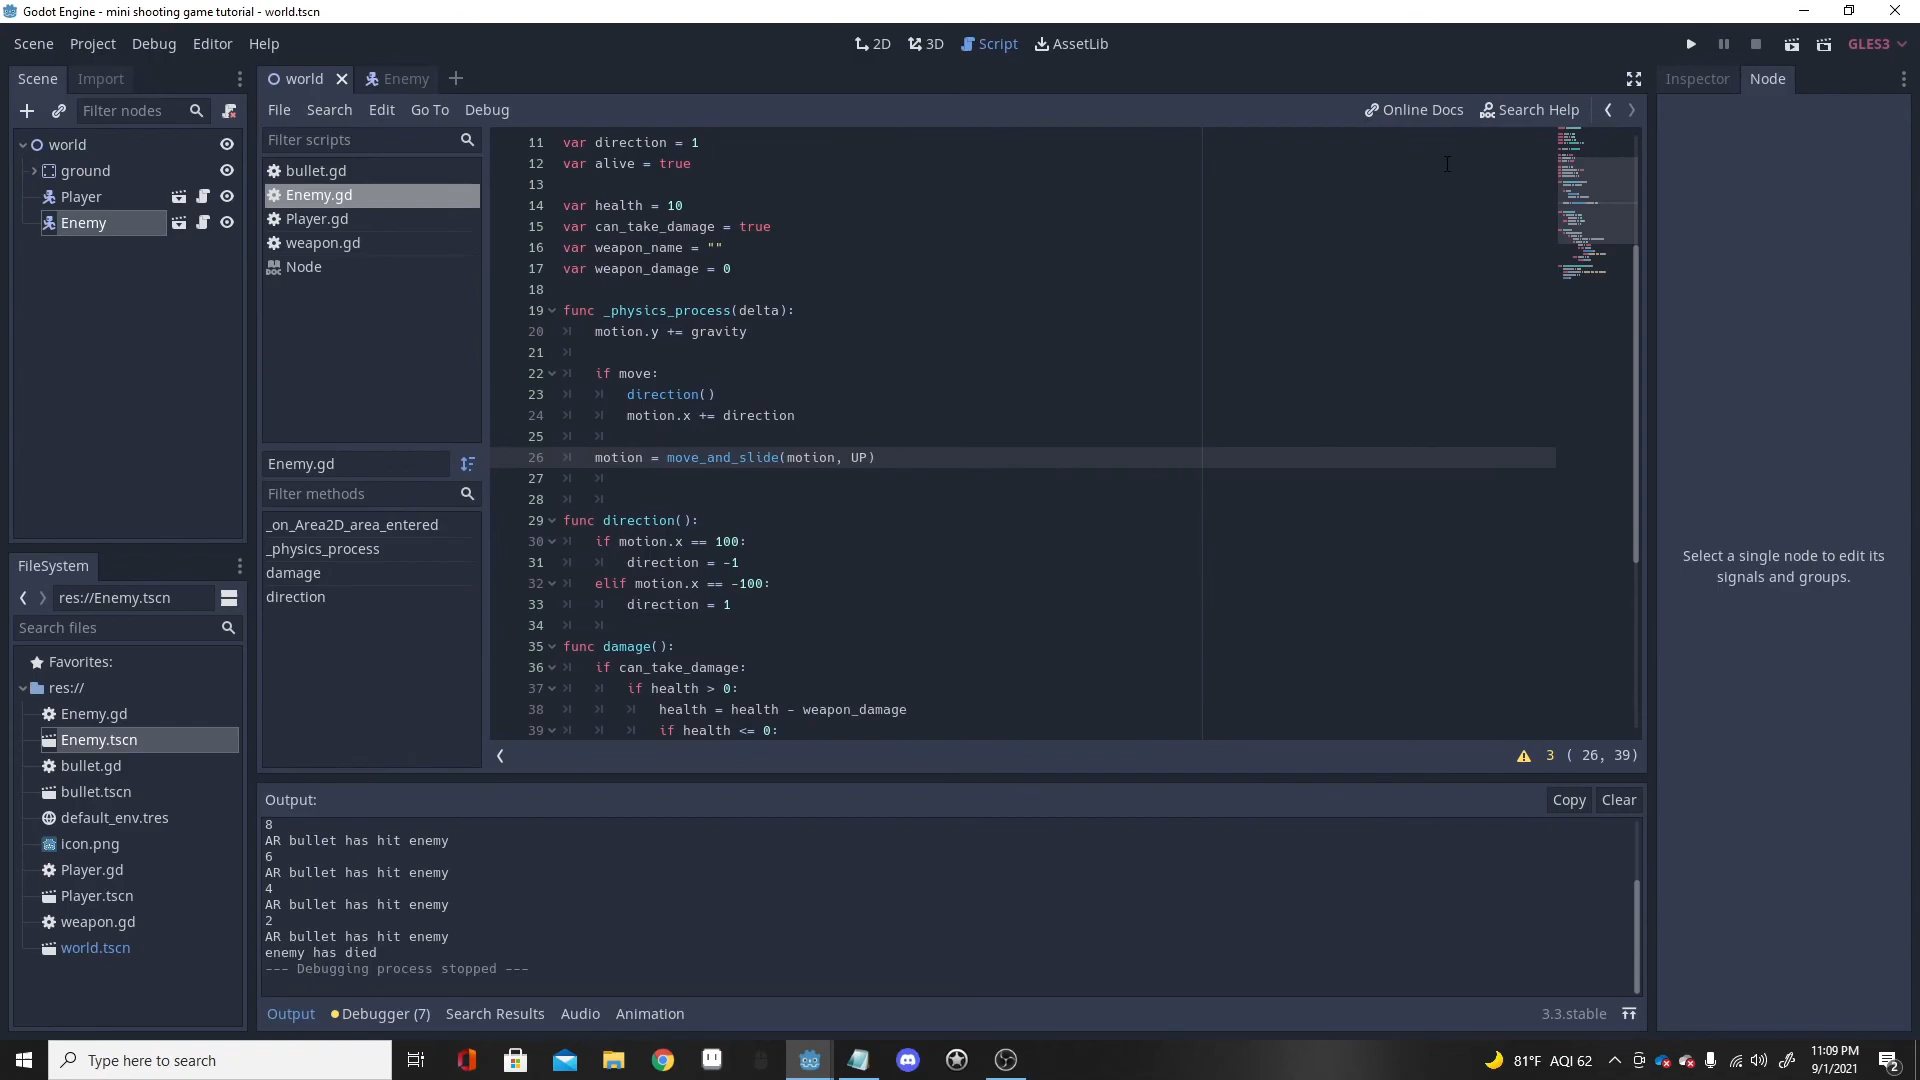 Godot Engine - mini shooting game tutorial - world.tscn
Scene Project Debug Editor Help
2D 3D Script AssetLib
GLES3
Scene Import
Filter nodes
world
ground
Player
Enemy
FileSystem
res://Enemy.tscn
Search files
Favorites:
res://
Enemy.gd
Enemy.tscn
bullet.gd
bullet.tscn
default_env.tres
icon.png
Player.gd
Player.tscn
weapon.gd
world.tscn
world Enemy
File Search Edit Go To Debug
Online Docs Search Help
Filter scripts
bullet.gd
Enemy.gd
Player.gd
weapon.gd
Node
Enemy.gd
Filter methods
_on_Area2D_area_entered
_physics_process
damage
direction
11 var direction = 1
12 var alive = true
13
14 var health = 10
15 var can_take_damage = true
16 var weapon_name = ""
17 var weapon_damage = 0
18
19 func _physics_process(delta):
20 motion.y += gravity
21
22 if move:
23 direction()
24 motion.x += direction
25
26 motion = move_and_slide(motion, UP)
27
28
29 func direction():
30 if motion.x == 100:
31 direction = -1
32 elif motion.x == -100:
33 direction = 1
34
35 func damage():
36 if can_take_damage:
37 if health > 0:
38 health = health - weapon_damage
39 if health <= 0:
3 ( 26, 39)
Output:
Copy Clear
8
AR bullet has hit enemy
6
AR bullet has hit enemy
4
AR bullet has hit enemy
2
AR bullet has hit enemy
enemy has died
--- Debugging process stopped ---
Output Debugger (7) Search Results Audio Animation
3.3.stable
Inspector Node
Select a single node to edit its
signals and groups.
Type here to search
81°F AQI 62
11:09 PM
9/1/2021
2